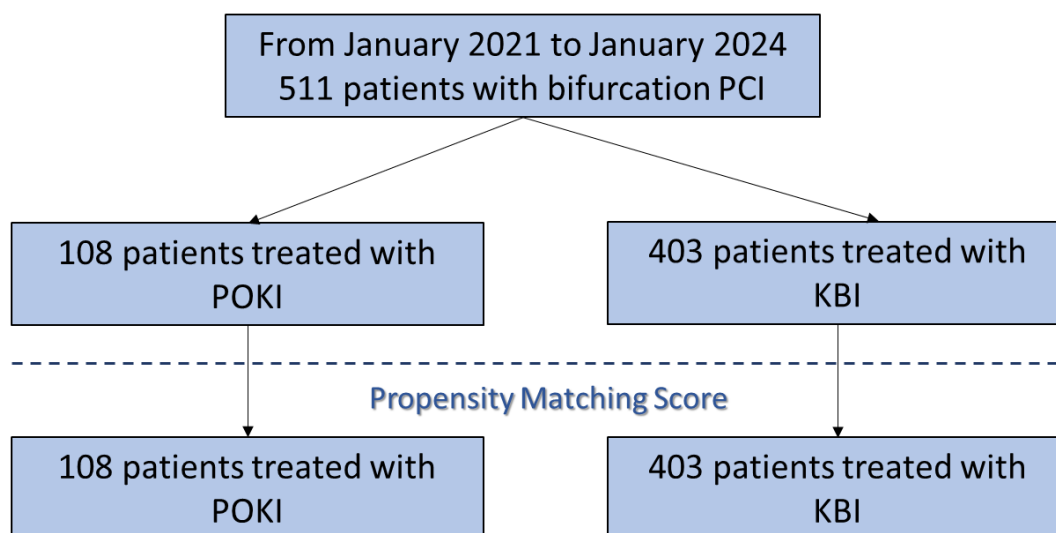 From January 2021 to January 2024
511 patients with bifurcation PCI
108 patients treated with
POKI
403 patients treated with
KBI
Propensity Matching Score
108 patients treated with
POKI
403 patients treated with
KBI